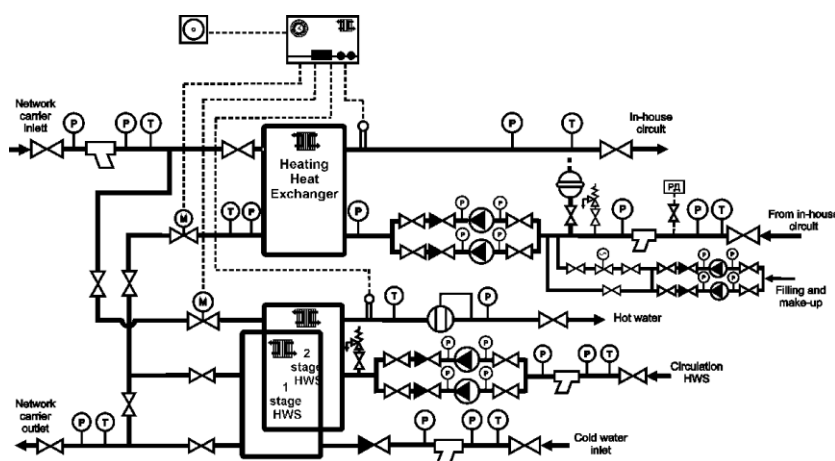 Network
carrier
inlett
P
P
T
In-house
circuit
P
T
Heating
Heat
Exchanger
M
T
P
P
P
P
P
P
РД
P
P
T
From in-house
circuit
P
P
P
P
Filling and
make-up
M
T
P
Hot water
2
stage
HWS
1
stage
HWS
P
P
P
P
P
T
Circulation
HWS
Network
carrier
outlet
P
T
P
P
T
Cold water
inlet